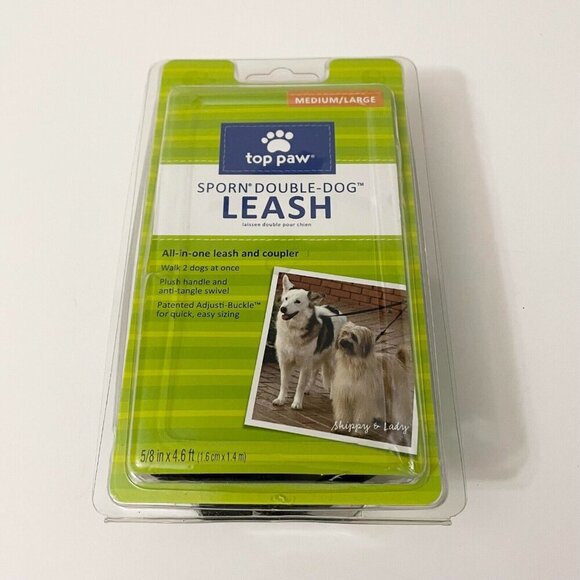 MEDIUM/LARGE
top paw®
SPORN® DOUBLE-DOG™
LEASH
laissee double pour chien
All-in-one leash and coupler
Walk 2 dogs at once
Plush handle and
anti-tangle swivel
Patented Adjusti-Buckle™
for quick, easy sizing
Skippy & Lady
5/8 in x 4.6 ft (1.6 cm x 1.4 m)